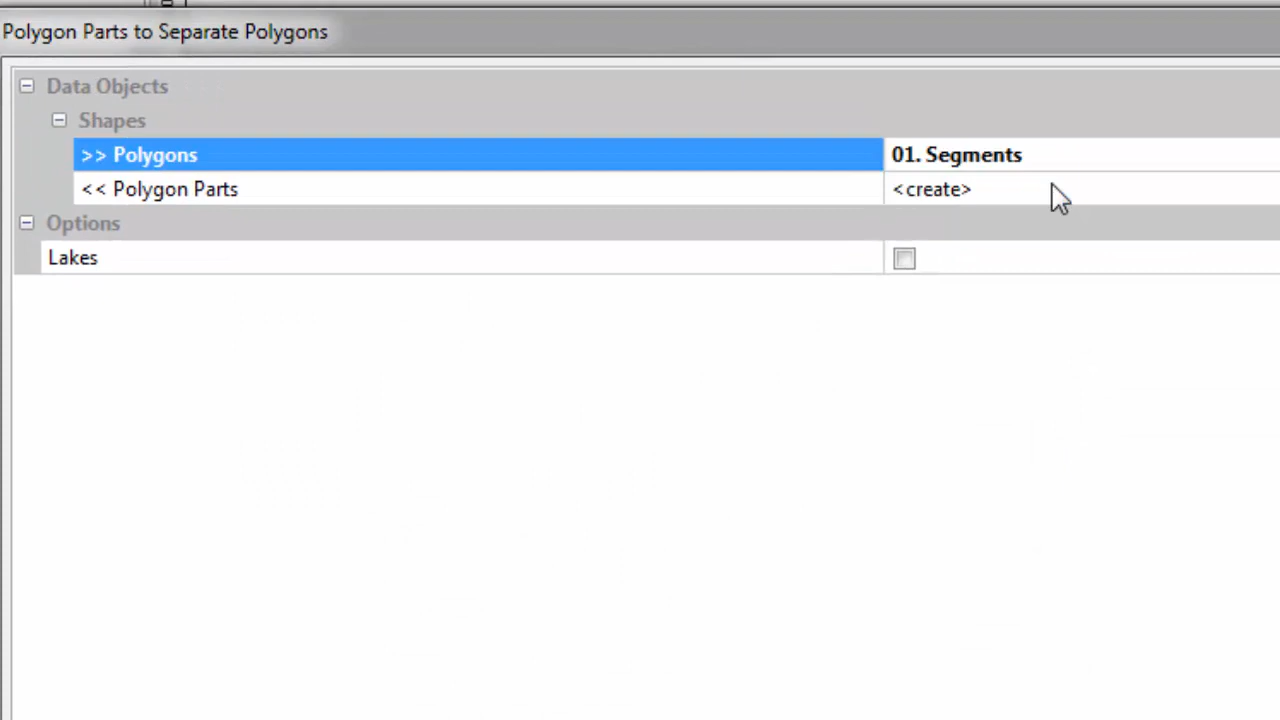 Polygon Parts to Separate Polygons
Data Objects
Shapes
>> Polygons 01. Segments
<< Polygon Parts <create>
Options
Lakes